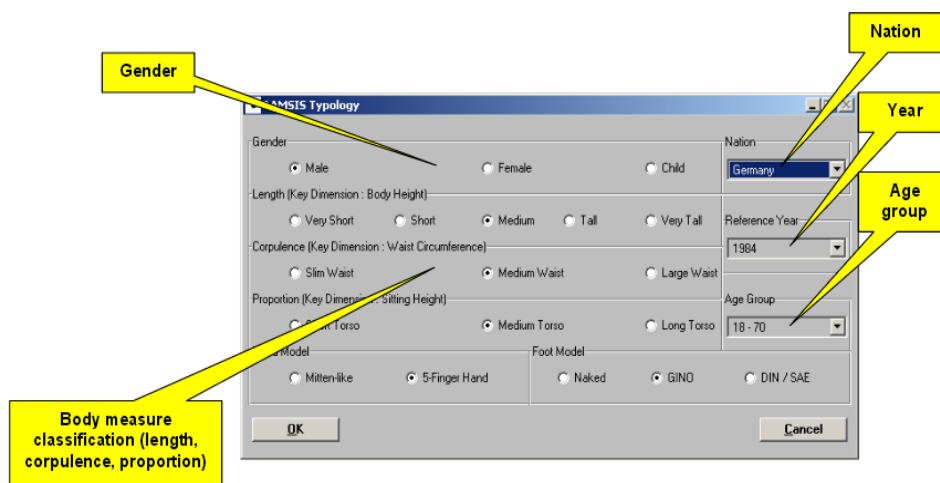 Nation
Gender
AMSIS Typology
Year
Gender
Nation
Male
Female
Child
Germany
Length (Key Dimension : Body Height)
Age
group
Very Short
Short
Medium
Tall
Very Tall
Reference Year
1984
Corpulence (Key Dimension : Waist Circumference)
Slim Waist
Medium Waist
Large Waist
Proportion (Key Dimension : Sitting Height)
Age Group
Torso
Medium Torso
Long Torso
18 - 70
Model
Foot Model
Mitten-like
5-Finger Hand
Naked
GINO
DIN / SAE
Body measure
classification (length,
corpulence, proportion)
OK
Cancel